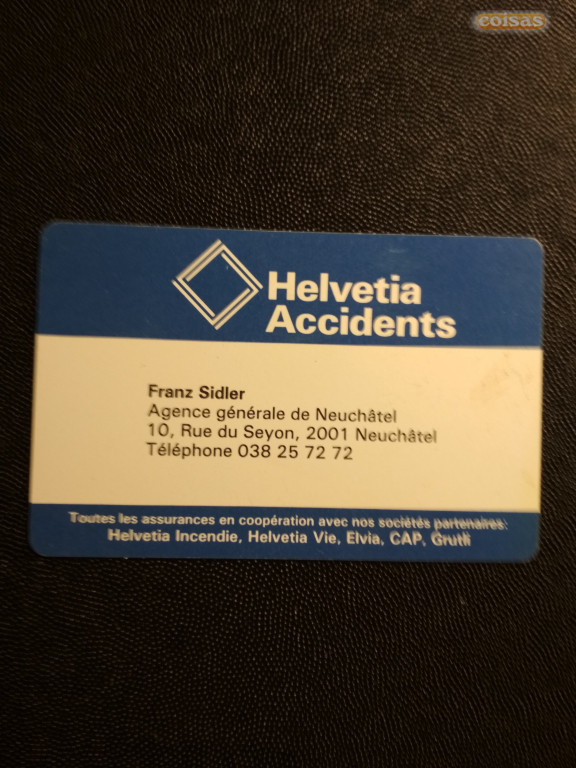 coisas
Helvetia
Accidents
Franz Sidler
Agence générale de Neuchâtel
10, Rue du Seyon, 2001 Neuchâtel
Téléphone 038 25 72 72
Toutes les assurances en coopération avec nos sociétés partenaires:
Helvetia Incendie, Helvetia Vie, Elvia, CAP, Grutli